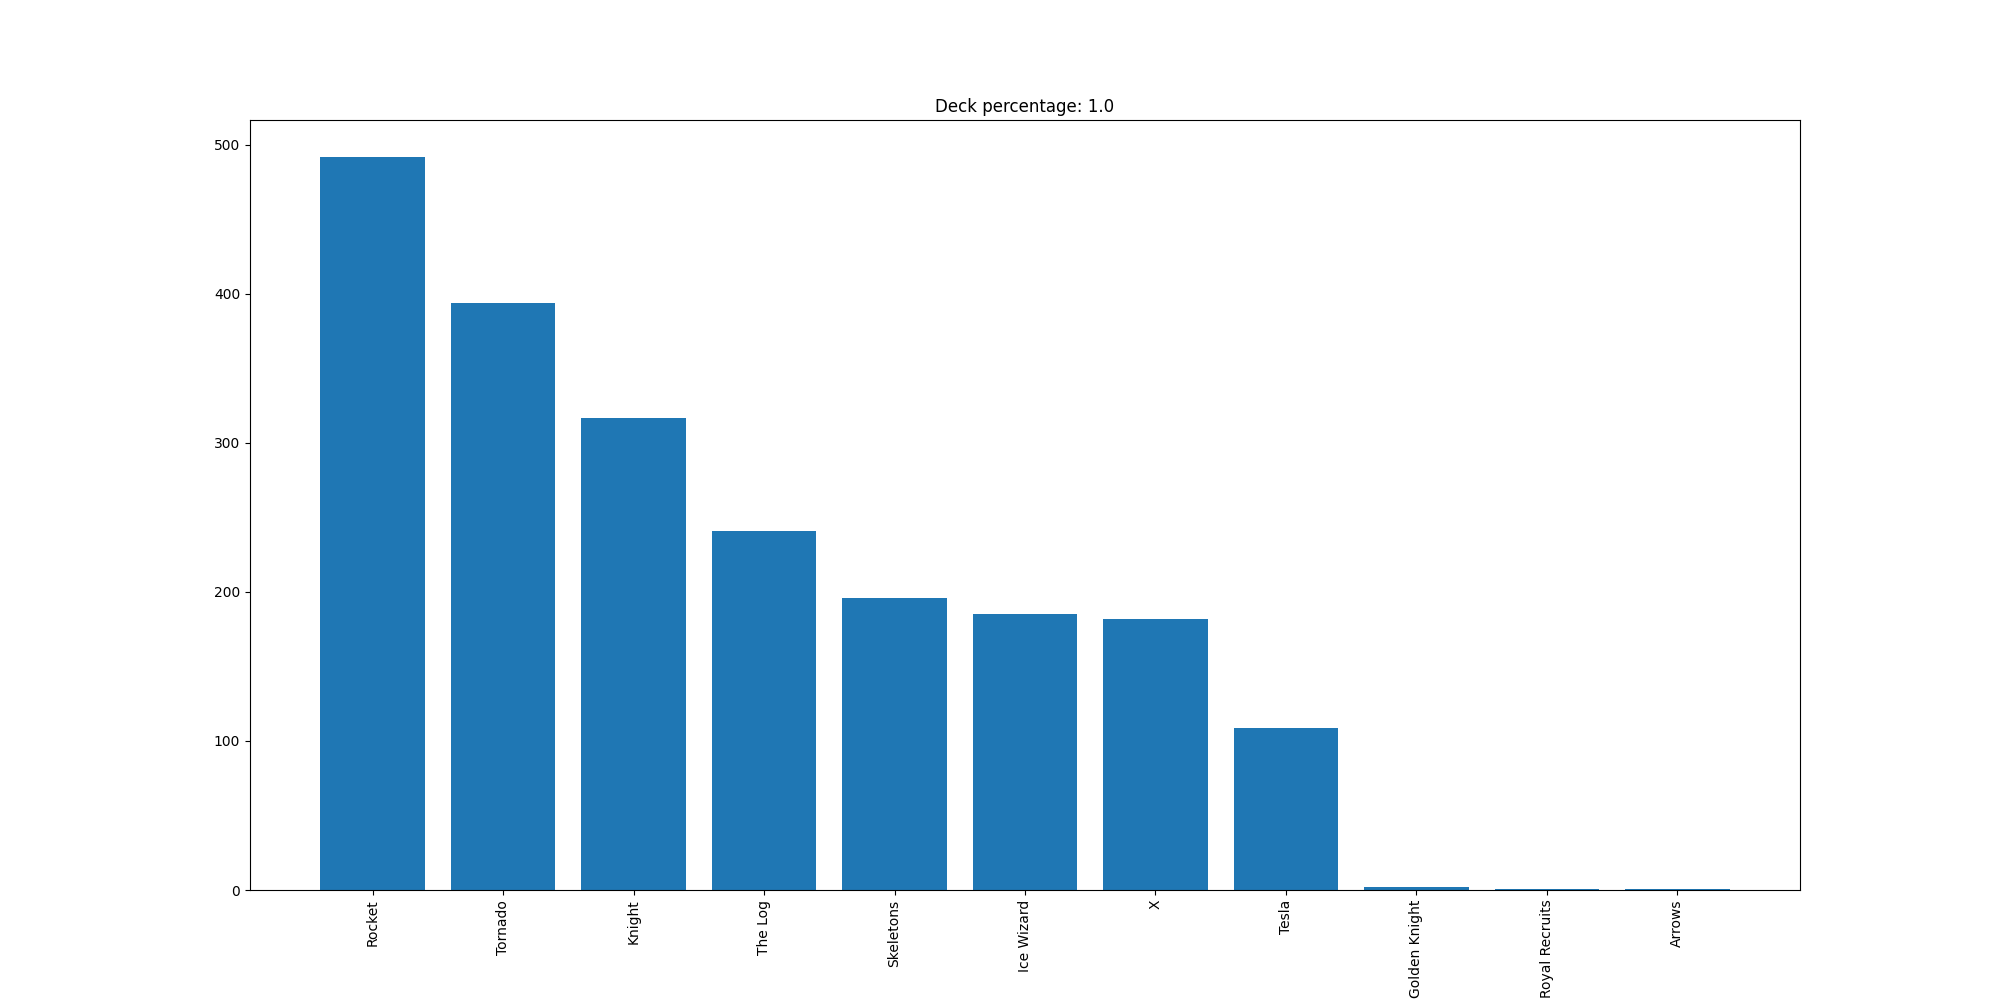 Deck percentage: 1.0
500
400
300
200
100
0
Rocket
Tornado
Knight
The Log
Skeletons
Ice Wizard
X
Tesla
Golden Knight
Royal Recruits
Arrows